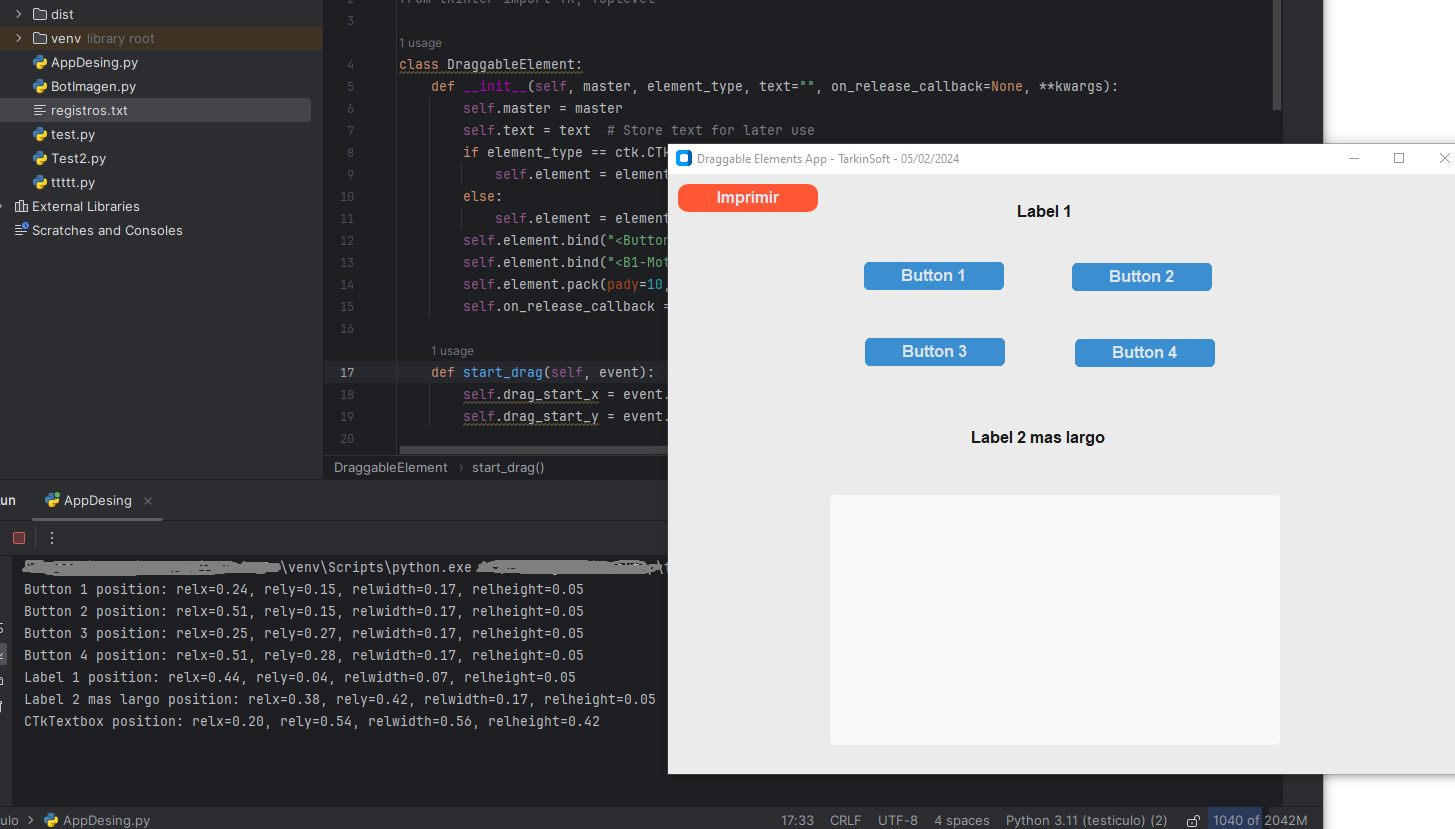 dist
venv library root
AppDesing.py
BotImagen.py
registros.txt
test.py
Test2.py
ttttt.py
External Libraries
Scratches and Consoles
2
from tkinter import Tk, Toplevel
3
1 usage
4 class DraggableElement:
5 def __init__(self, master, element_type, text="", on_release_callback=None, **kwargs):
6 self.master = master
7 self.text = text # Store text for later use
8 if element_type == ctk.CTk
9 self.element = element
10 else:
11 self.element = element
12 self.element.bind("<Button
13 self.element.bind("<B1-Mot
14 self.element.pack(pady=10,
15 self.on_release_callback =
16
1 usage
17 def start_drag(self, event):
18 self.drag_start_x = event.
19 self.drag_start_y = event.
20
DraggableElement › start_drag()
Draggable Elements App - TarkinSoft - 05/02/2024
Imprimir
Label 1
Button 1
Button 2
Button 3
Button 4
Label 2 mas largo
un
AppDesing
\venv\Scripts\python.exe
Button 1 position: relx=0.24, rely=0.15, relwidth=0.17, relheight=0.05
Button 2 position: relx=0.51, rely=0.15, relwidth=0.17, relheight=0.05
Button 3 position: relx=0.25, rely=0.27, relwidth=0.17, relheight=0.05
Button 4 position: relx=0.51, rely=0.28, relwidth=0.17, relheight=0.05
Label 1 position: relx=0.44, rely=0.04, relwidth=0.07, relheight=0.05
Label 2 mas largo position: relx=0.38, rely=0.42, relwidth=0.17, relheight=0.05
CTkTextbox position: relx=0.20, rely=0.54, relwidth=0.56, relheight=0.42
ulo › AppDesing.py
17:33 CRLF UTF-8 4 spaces Python 3.11 (testiculo) (2) 1040 of 2042M